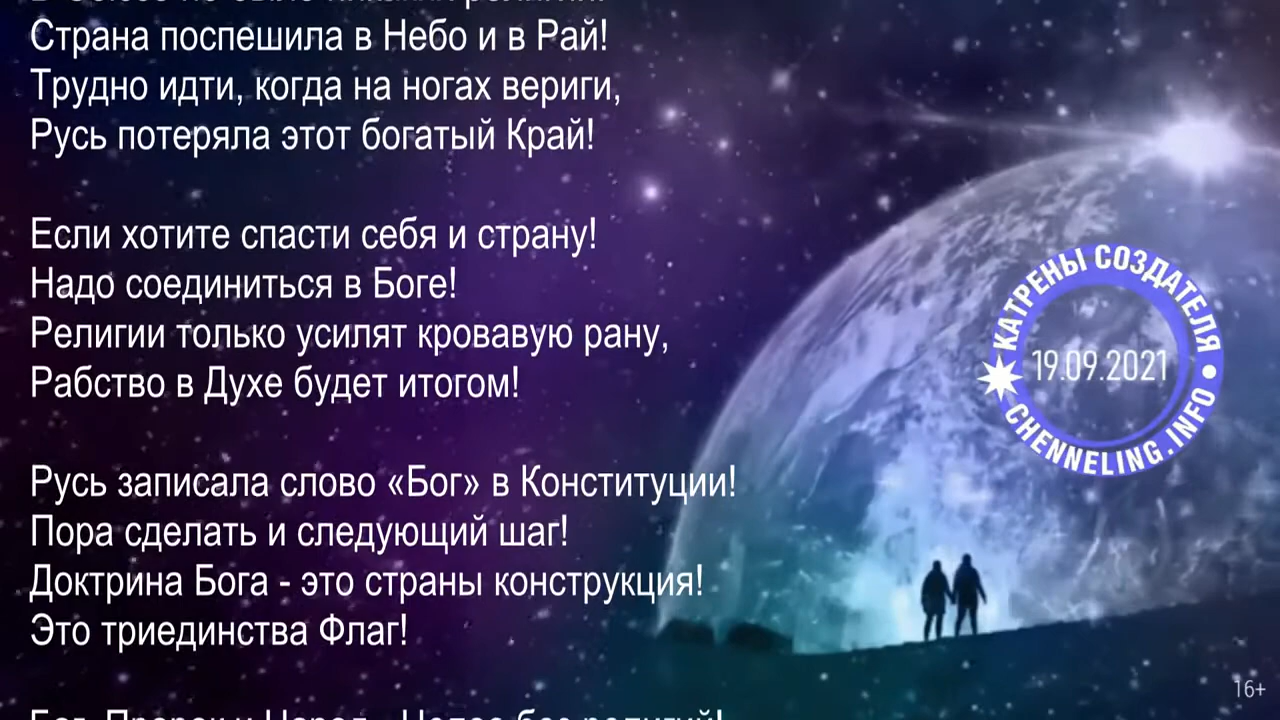 Страна поспешила в Небо и в Рай!
Трудно идти, когда на ногах вериги,
Русь потеряла этот богатый Край!
Если хотите спасти себя и страну!
Надо соединиться в Боге!
Религии только усилят кровавую рану,
Рабство в Духе будет итогом!
Русь записала слово «Бог» в Конституции!
Пора сделать и следующий шаг!
Доктрина Бога - это страны конструкция!
Это триединства Флаг!
КАТРЕНЫ СОЗДАТЕЛЯ
19.09.2021
CHENNELING.INFO
16+